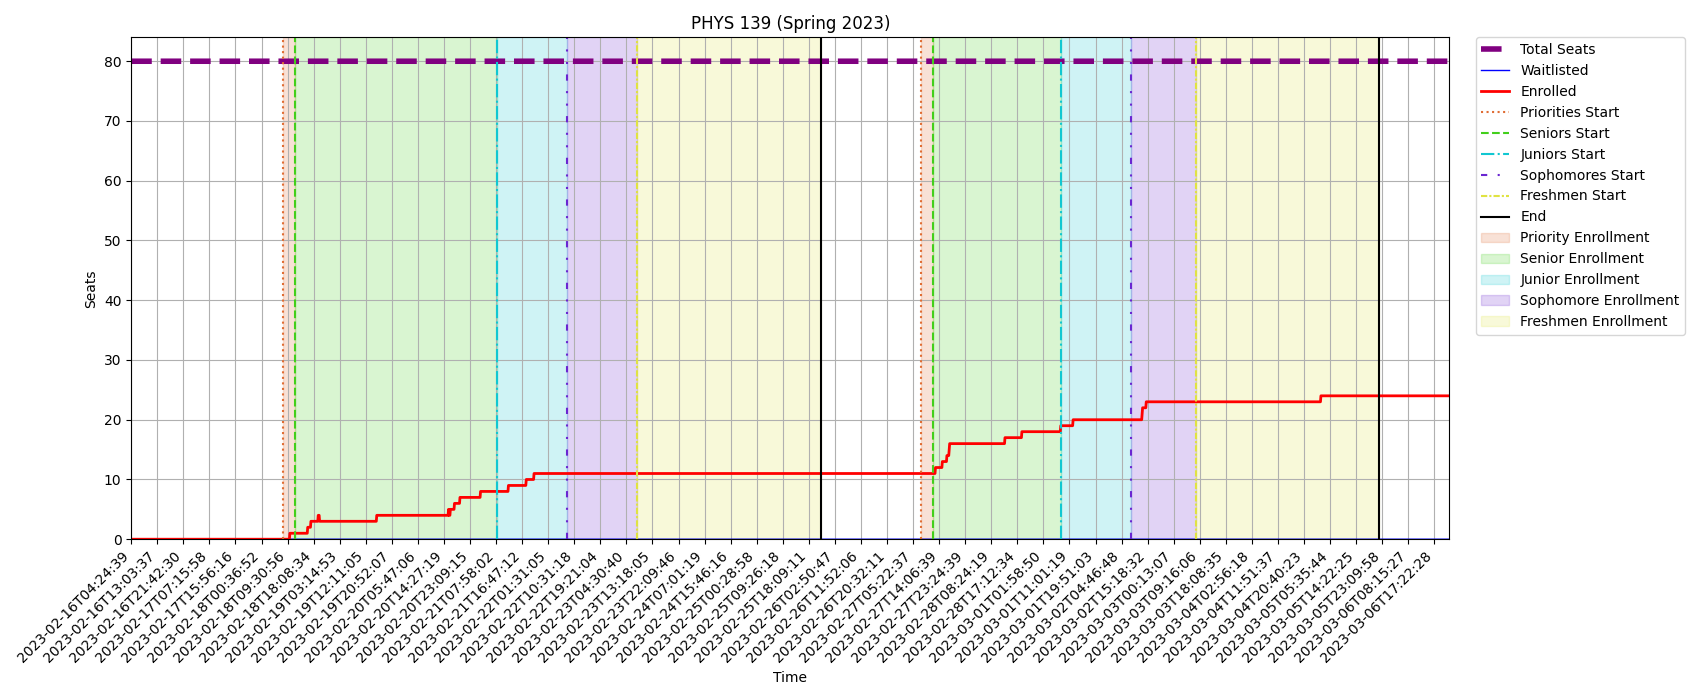 PHYS 139 (Spring 2023)
Seats
80
70
60
50
40
30
20
10
0
2023-02-16T04:24:39
2023-02-16T13:03:37
2023-02-16T21:42:30
2023-02-17T07:15:58
2023-02-17T15:56:16
2023-02-18T00:36:52
2023-02-18T09:30:56
2023-02-18T18:08:34
2023-02-19T03:14:53
2023-02-19T12:11:05
2023-02-19T20:52:07
2023-02-20T05:47:06
2023-02-20T14:27:19
2023-02-20T23:09:15
2023-02-21T07:58:02
2023-02-21T16:47:12
2023-02-22T01:31:05
2023-02-22T10:31:18
2023-02-22T19:21:04
2023-02-23T04:30:40
2023-02-23T13:18:05
2023-02-23T22:09:46
2023-02-24T07:01:19
2023-02-24T15:46:16
2023-02-25T00:28:58
2023-02-25T09:26:18
2023-02-25T18:09:11
2023-02-26T02:50:47
2023-02-26T11:52:06
2023-02-26T20:32:11
2023-02-27T05:22:37
2023-02-27T14:06:39
2023-02-27T23:24:39
2023-02-28T08:24:19
2023-02-28T17:12:34
2023-03-01T01:58:50
2023-03-01T11:01:19
2023-03-01T19:51:03
2023-03-02T04:46:48
2023-03-02T15:18:32
2023-03-03T00:13:07
2023-03-03T09:16:06
2023-03-03T18:08:35
2023-03-04T02:56:18
2023-03-04T11:51:37
2023-03-04T20:40:23
2023-03-05T05:35:44
2023-03-05T14:22:25
2023-03-05T23:09:58
2023-03-06T08:15:27
2023-03-06T17:22:28
Time
Total Seats
Waitlisted
Enrolled
Priorities Start
Seniors Start
Juniors Start
Sophomores Start
Freshmen Start
End
Priority Enrollment
Senior Enrollment
Junior Enrollment
Sophomore Enrollment
Freshmen Enrollment